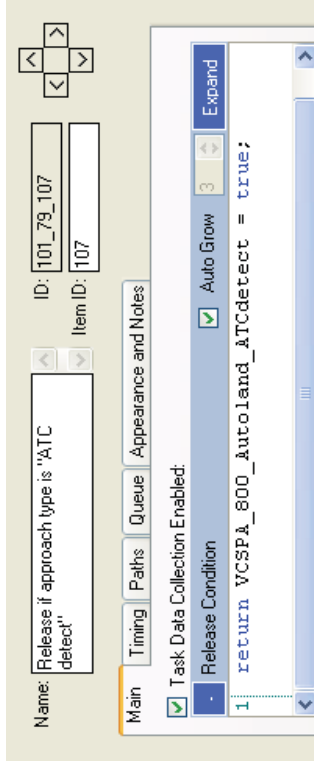 Name: Release if approach type is "ATC detect"
ID: 101_79_107
Item ID: 107
Main Timing Paths Queue Appearance and Notes
Task Data Collection Enabled:
- Release Condition Auto Grow 3 Expand
1 return VCSPA_800_Autoland_ATCdetect = true;